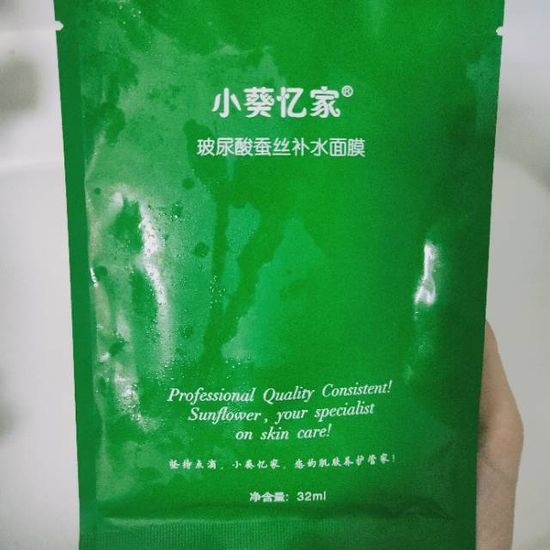 小葵忆家®
玻尿酸蚕丝补水面膜
Professional Quality Consistent!
Sunflower, your specialist
on skin care!
坚持点滴，小葵忆家，您的肌肤养护管家！
净含量：32ml